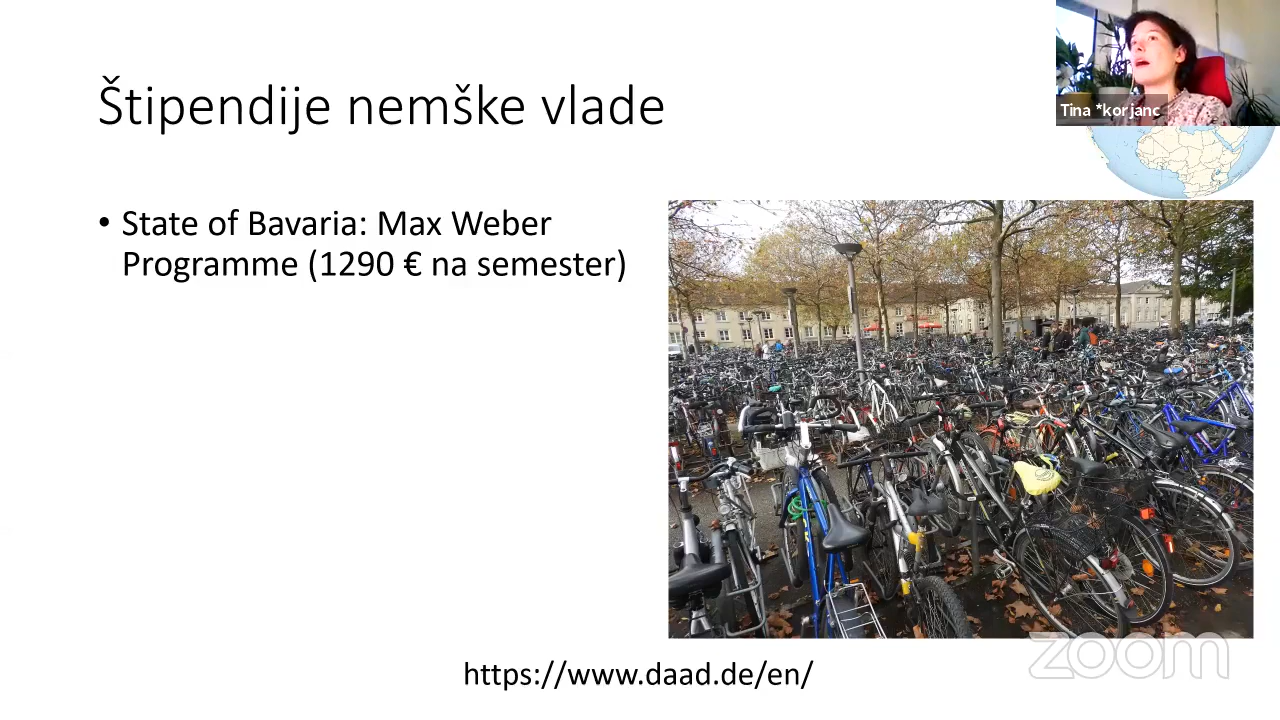 Štipendije nemške vlade
Tina *korjanc
• State of Bavaria: Max Weber
Programme (1290 € na semester)
https://www.daad.de/en/
zoom